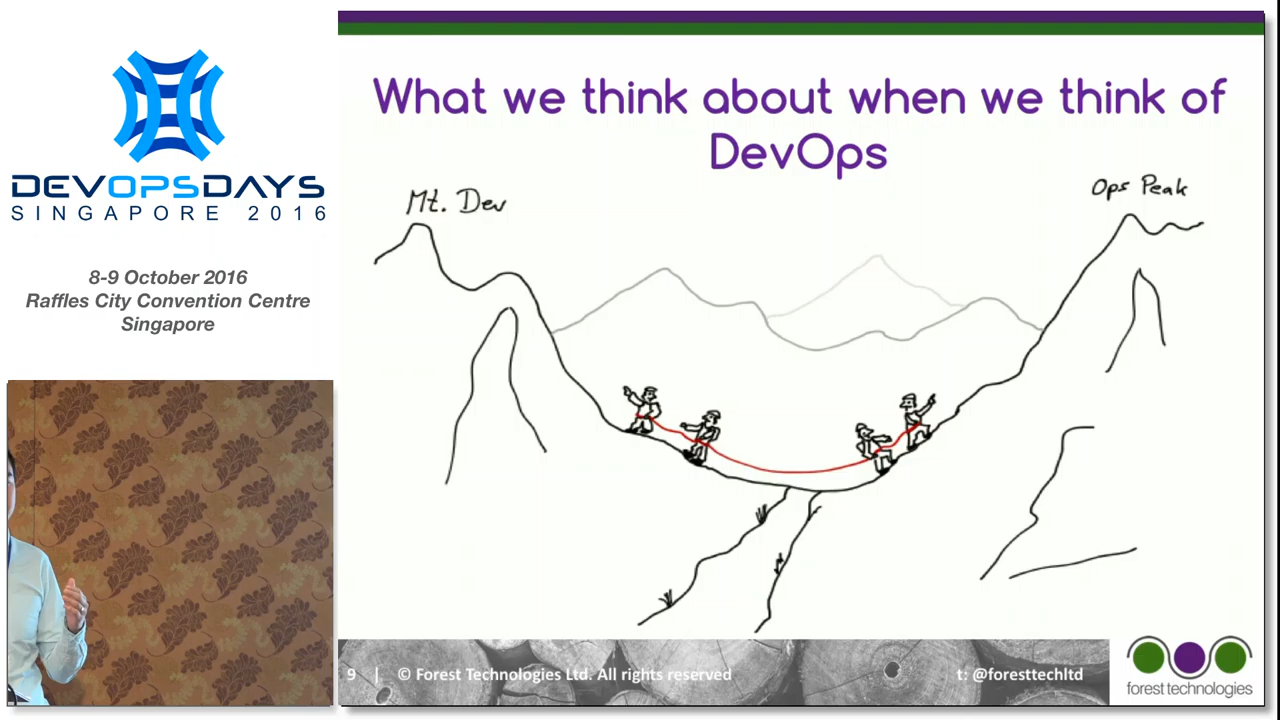 DEVOPSDAYS
SINGAPORE 2016
8-9 October 2016
Raffles City Convention Centre
Singapore
What we think about when we think of
DevOps
Mt. Dev
Ops Peak
9 | © Forest Technologies Ltd. All rights reserved
t: @foresttechltd
forest technologies